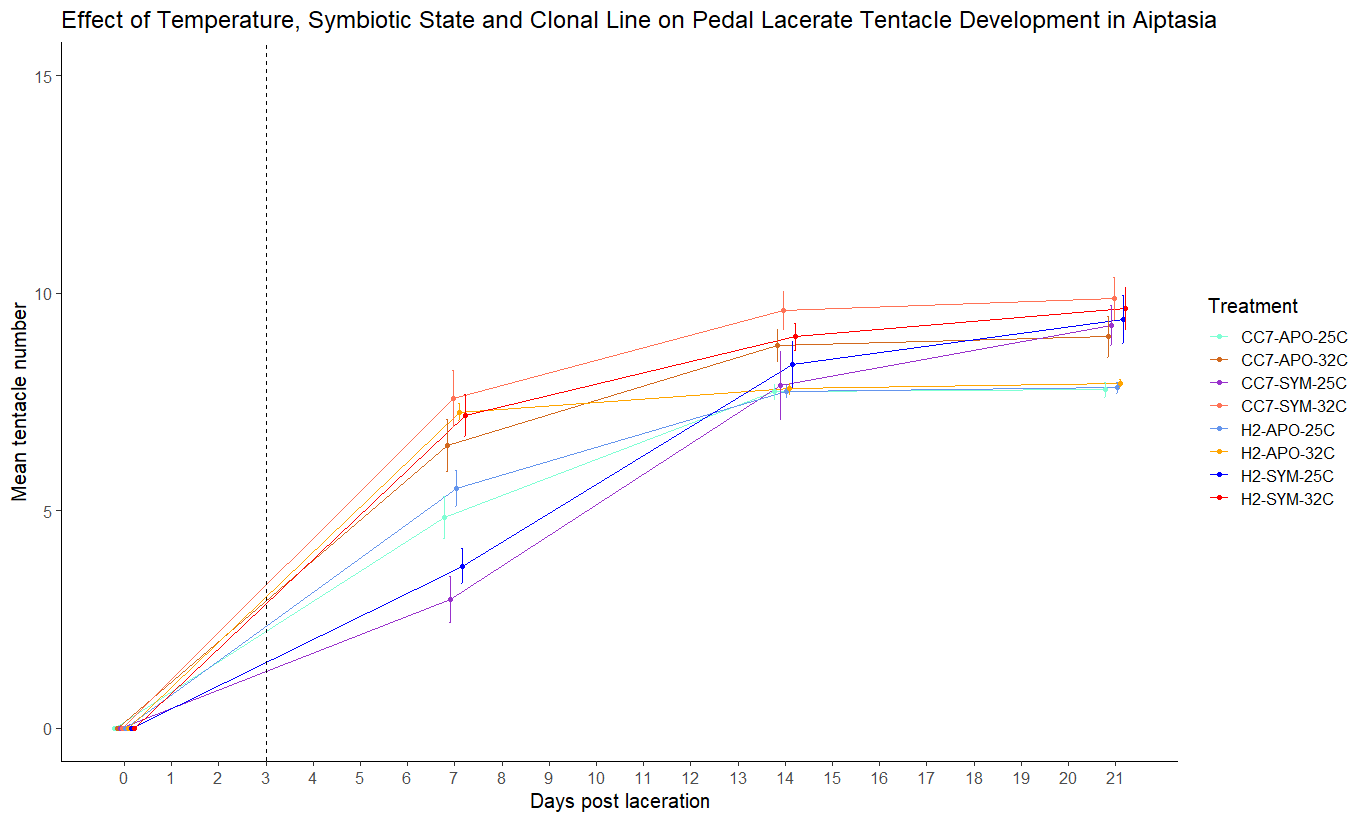 Effect of Temperature, Symbiotic State and Clonal Line on Pedal Lacerate Tentacle Development in Aiptasia
15
10
5
0
Mean tentacle number
0 1 2 3 4 5 6 7 8 9 10 11 12 13 14 15 16 17 18 19 20 21
Days post laceration
Treatment
CC7-APO-25C
CC7-APO-32C
CC7-SYM-25C
CC7-SYM-32C
H2-APO-25C
H2-APO-32C
H2-SYM-25C
H2-SYM-32C